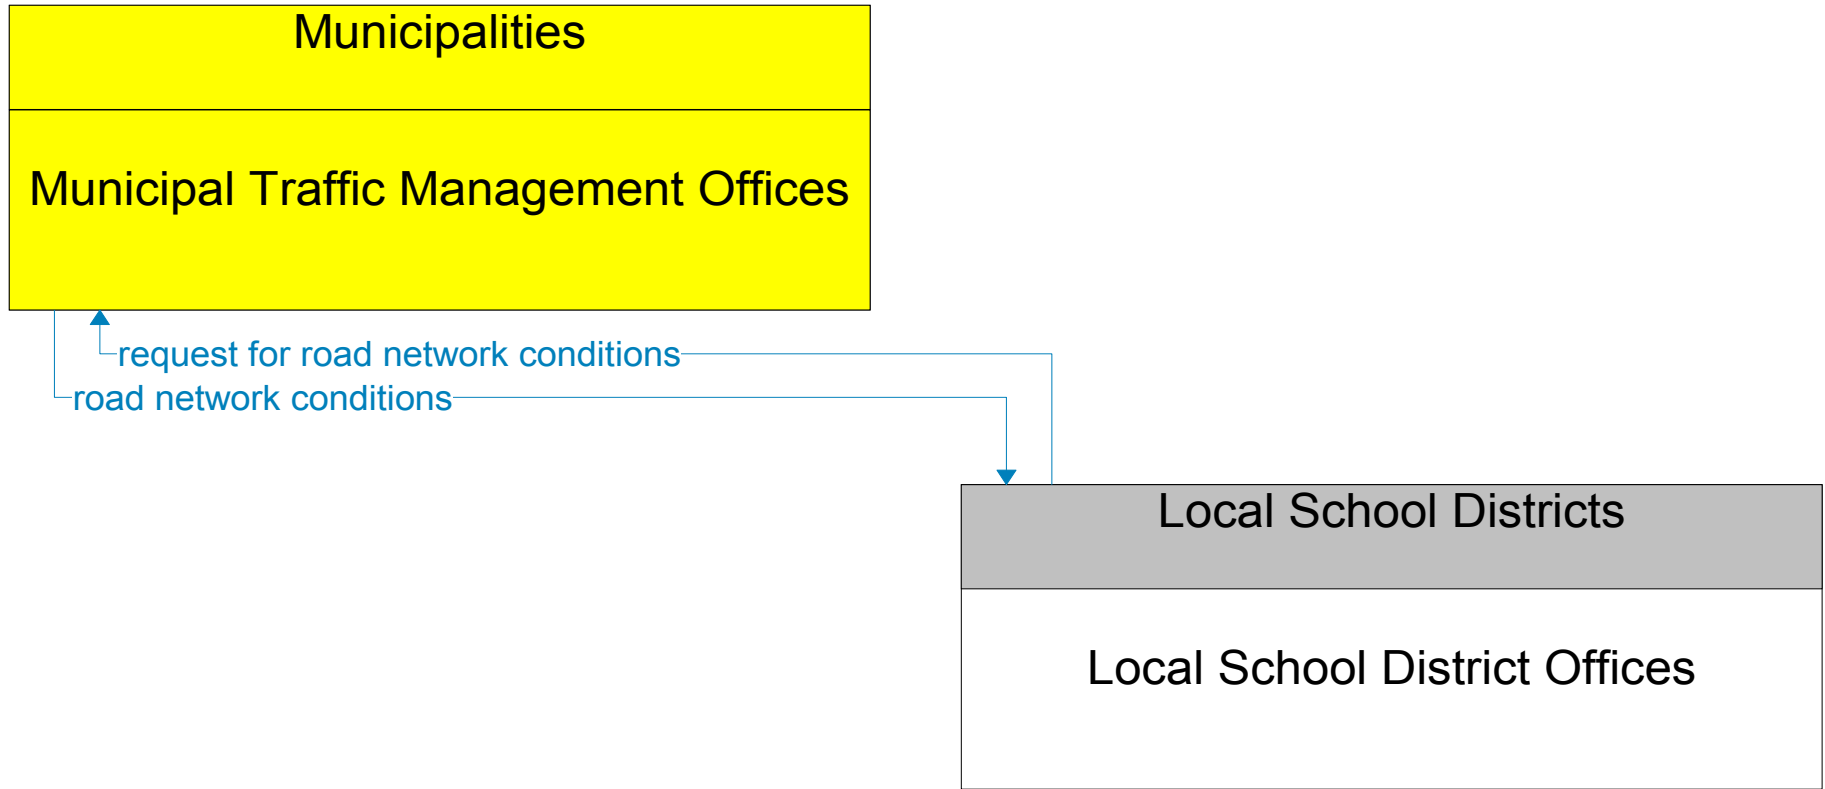 Municipalities
Municipal Traffic Management Offices
request for road network conditions
road network conditions
Local School Districts
Local School District Offices